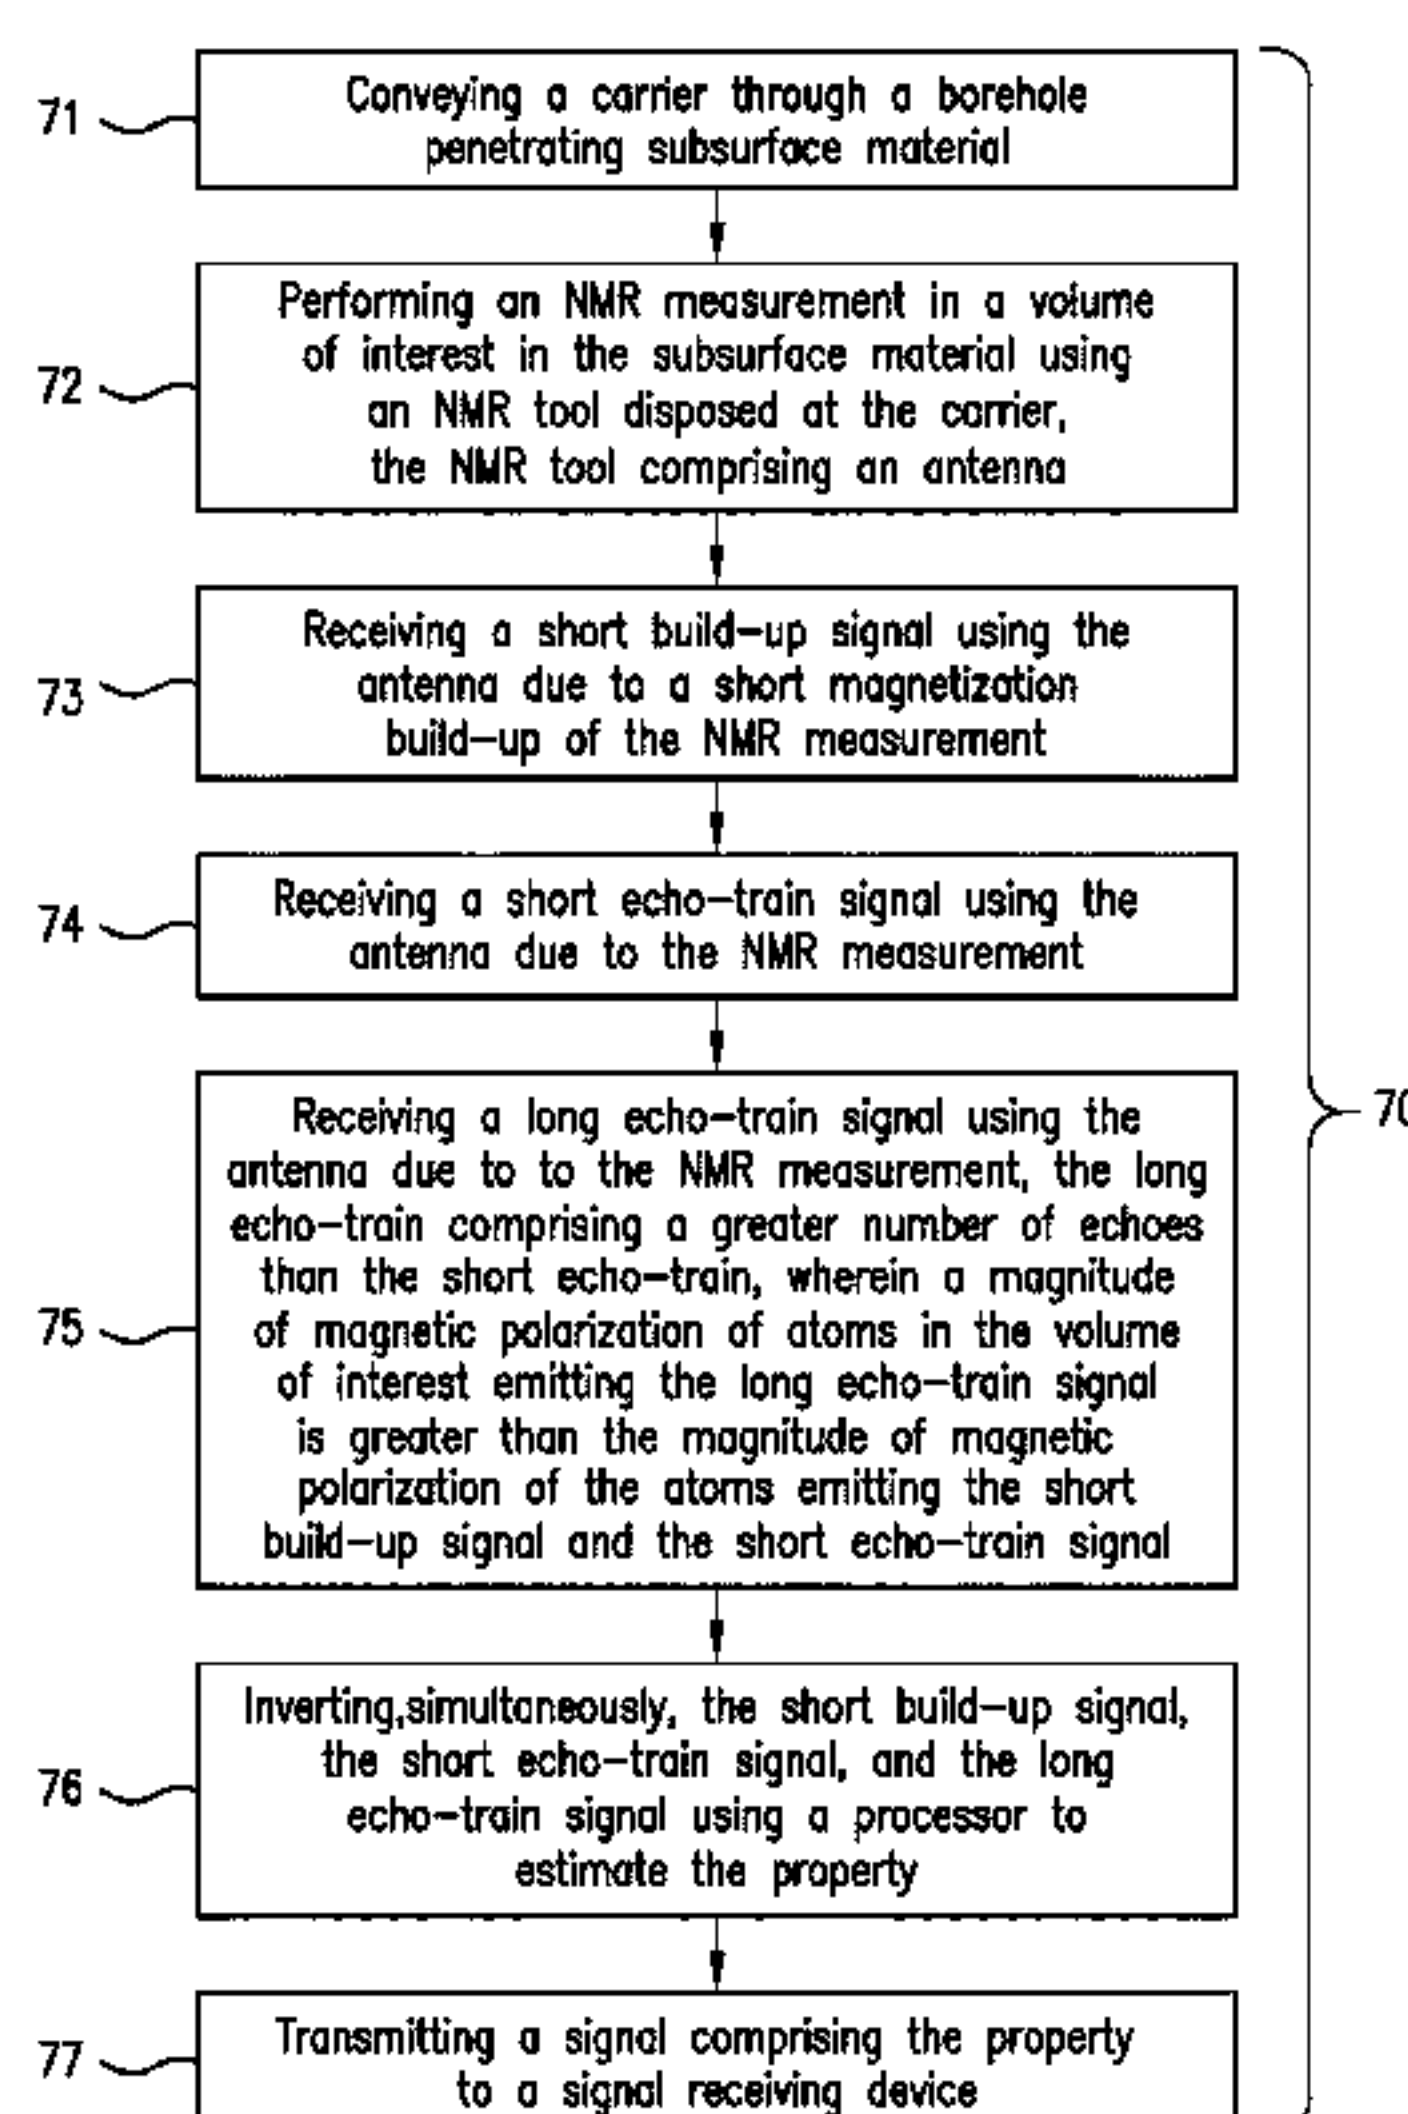 71
Conveying a carrier through a borehole
penetrating subsurface material
72
Performing an NMR measurement in a volume
of interest in the subsurface material using
an NMR tool disposed at the carrier,
the NMR tool comprising an antenna
73
Receiving a short build-up signal using the
antenna due to a short magnetization
build-up of the NMR measurement
74
Receiving a short echo-train signal using the
antenna due to the NMR measurement
75
Receiving a long echo-train signal using the
antenna due to to the NMR measurement, the long
echo-train comprising a greater number of echoes
than the short echo-train, wherein a magnitude
of magnetic polarization of atoms in the volume
of interest emitting the long echo-train signal
is greater than the magnitude of magnetic
polarization of the atoms emitting the short
build-up signal and the short echo-train signal
70
76
Inverting,simultaneously, the short build-up signal,
the short echo-train signal, and the long
echo-train signal using a processor to
estimate the property
77
Transmitting a signal comprising the property
to a signal receiving device